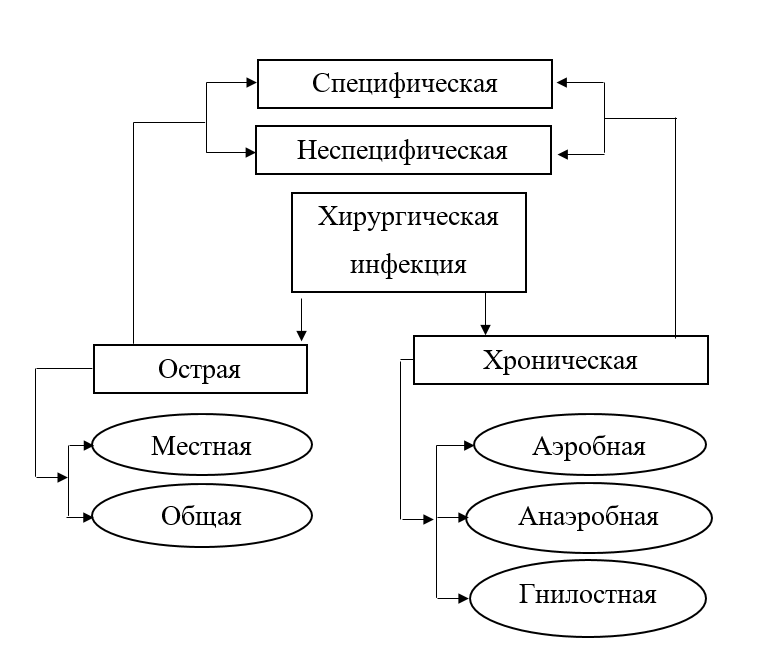 Специфическая
Неспецифическая
Хирургическая
инфекция
Острая
Хроническая
Местная
Аэробная
Общая
Анаэробная
Гнилостная